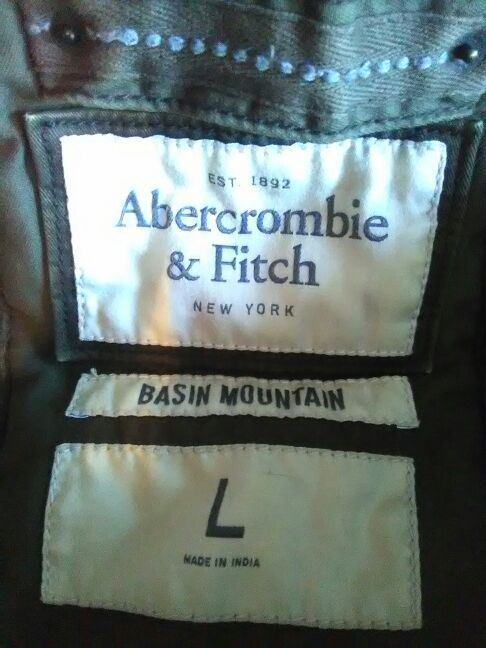 EST. 1892
Abercrombie
& Fitch
NEW YORK
BASIN MOUNTAIN
L
MADE IN INDIA